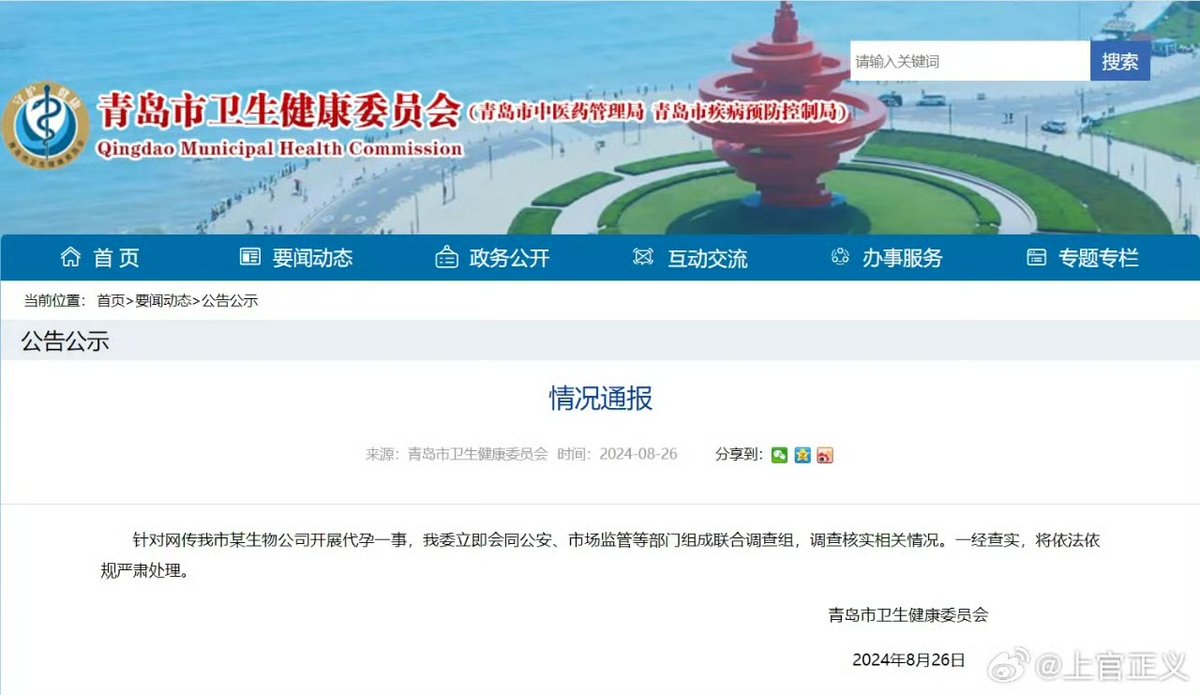 请输入关键词
搜索
守护 健康
青岛市卫生健康委员会(青岛市中医药管理局 青岛市疾病预防控制局)
Qingdao Municipal Health Commission
首 页 要闻动态 政务公开 互动交流 办事服务 专题专栏
当前位置: 首页>要闻动态>公告公示
公告公示
情况通报
来源:青岛市卫生健康委员会 时间:2024-08-26 分享到:
针对网传我市某生物公司开展代孕一事，我委立即会同公安、市场监管等部门组成联合调查组，调查核实相关情况。一经查实，将依法依
规严肃处理。
青岛市卫生健康委员会
2024年8月26日
@上官正义